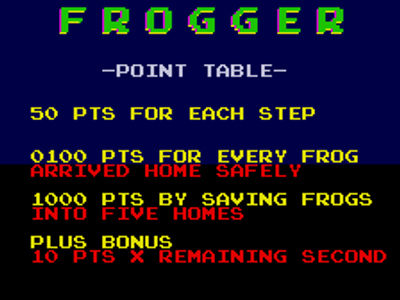 FROGGER
-POINT TABLE-
50 PTS FOR EACH STEP
0100 PTS FOR EVERY FROG
ARRIVED HOME SAFELY
1000 PTS BY SAVING FROGS
INTO FIVE HOMES
PLUS BONUS
10 PTS X REMAINING SECOND